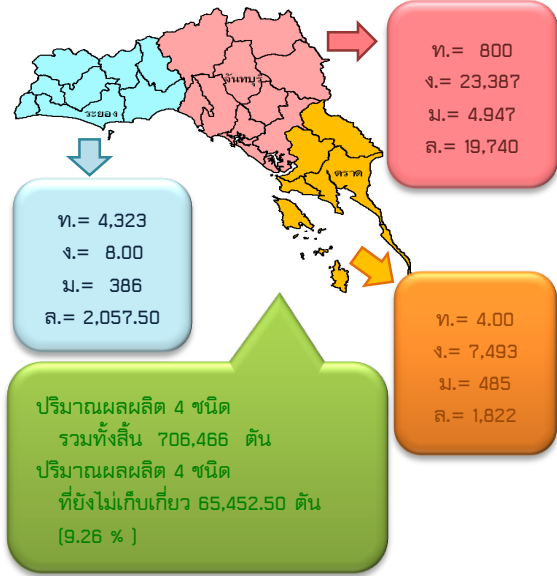 จันทบุรี
ระยอง
ตราด
ท.= 800
ง.= 23,387
ม.= 4.947
ล.= 19,740
ท.= 4,323
ง.= 8.00
ม.= 386
ล.= 2,057.50
ท.= 4.00
ง.= 7,493
ม.= 485
ล.= 1,822
ปริมาณผลผลิต 4 ชนิด
รวมทั้งสิ้น 706,466 ตัน
ปริมาณผลผลิต 4 ชนิด
ที่ยังไม่เก็บเกี่ยว 65,452.50 ตัน
(9.26 % )